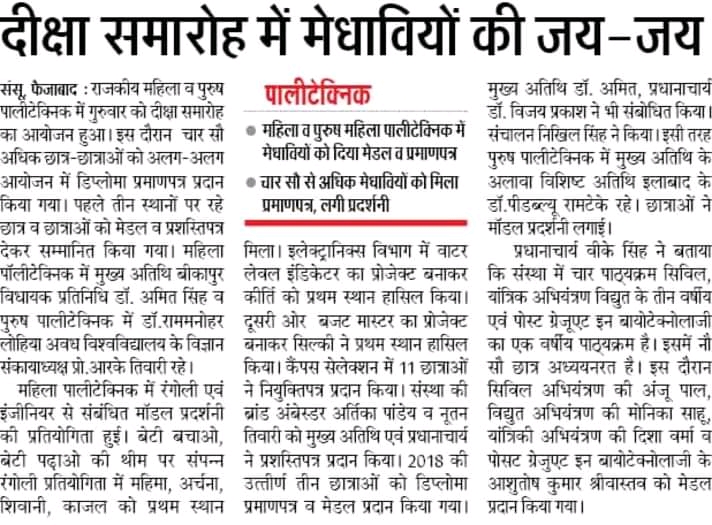 दीक्षा समारोह में मेधावियों की जय-जय
संसू, फैजाबाद : राजकीय महिला व पुरुष
पालीटेक्निक में गुरुवार को दीक्षा समारोह
का आयोजन हुआ। इस दौरान चार सौ
अधिक छात्र-छात्राओं को अलग-अलग
आयोजन में डिप्लोमा प्रमाणपत्र प्रदान
किया गया। पहले तीन स्थानों पर रहे
छात्र व छात्राओं को मेडल व प्रशस्तिपत्र
देकर सम्मानित किया गया। महिला
पॉलीटेक्निक में मुख्य अतिथि बीकापुर
विधायक प्रतिनिधि डॉ. अमित सिंह व
पुरुष पालीटेक्निक में डॉ.राममनोहर
लोहिया अवध विश्वविद्यालय के विज्ञान
संकायाध्यक्ष प्रो.आरके तिवारी रहे।
महिला पालीटेक्निक में रंगोली एवं
इंजीनियर से संबंधित मॉडल प्रदर्शनी
की प्रतियोगिता हुई। बेटी बचाओ,
बेटी पढ़ाओ की थीम पर संपन्न
रंगोली प्रतियोगिता में महिमा, अर्चना,
शिवानी, काजल को प्रथम स्थान
पालीटेक्निक
● महिला व पुरुष महिला पालीटेक्निक में
मेधावियों को दिया मेडल व प्रमाणपत्र
● चार सौ से अधिक मेधावियों को मिला
प्रमाणपत्र, लगी प्रदर्शनी
मिला। इलेक्ट्रानिक्स विभाग में वाटर
लेवल इंडिकेटर का प्रोजेक्ट बनाकर
कीर्ति को प्रथम स्थान हासिल किया।
दूसरी ओर बजट मास्टर का प्रोजेक्ट
बनाकर सिल्की ने प्रथम स्थान हासिल
किया। कैंपस सेलेक्शन में 11 छात्राओं
ने नियुक्तिपत्र प्रदान किया। संस्था की
ब्रांड अंबेस्डर अर्तिका पांडेय व नूतन
तिवारी को मुख्य अतिथि एवं प्रधानाचार्य
ने प्रशस्तिपत्र प्रदान किया। 2018 की
उत्तीर्ण तीन छात्राओं को डिप्लोमा
प्रमाणपत्र व मेडल प्रदान किया गया।
मुख्य अतिथि डॉ. अमित, प्रधानाचार्य
डॉ. विजय प्रकाश ने भी संबोधित किया।
संचालन निखिल सिंह ने किया। इसी तरह
पुरुष पालीटेक्निक में मुख्य अतिथि के
अलावा विशिष्ट अतिथि इलाबाद के
डॉ.पीडब्ल्यू रामटेके रहे। छात्राओं ने
मॉडल प्रदर्शनी लगाई।
प्रधानाचार्य वीके सिंह ने बताया
कि संस्था में चार पाठ्यक्रम सिविल,
यांत्रिक अभियंत्रण विद्युत के तीन वर्षीय
एवं पोस्ट ग्रेजूएट इन बायोटेक्नोलाजी
का एक वर्षीय पाठ्यक्रम है। इसमें नौ
सौ छात्र अध्ययनरत है। इस दौरान
सिविल अभियंत्रण की अंजू पाल,
विद्युत अभियंत्रण की मोनिका साहू,
यांत्रिकी अभियंत्रण की दिशा वर्मा व
पोसट ग्रेजुएट इन बायोटेक्नोलाजी के
आशुतोष कुमार श्रीवास्तव को मेडल
प्रदान किया गया।